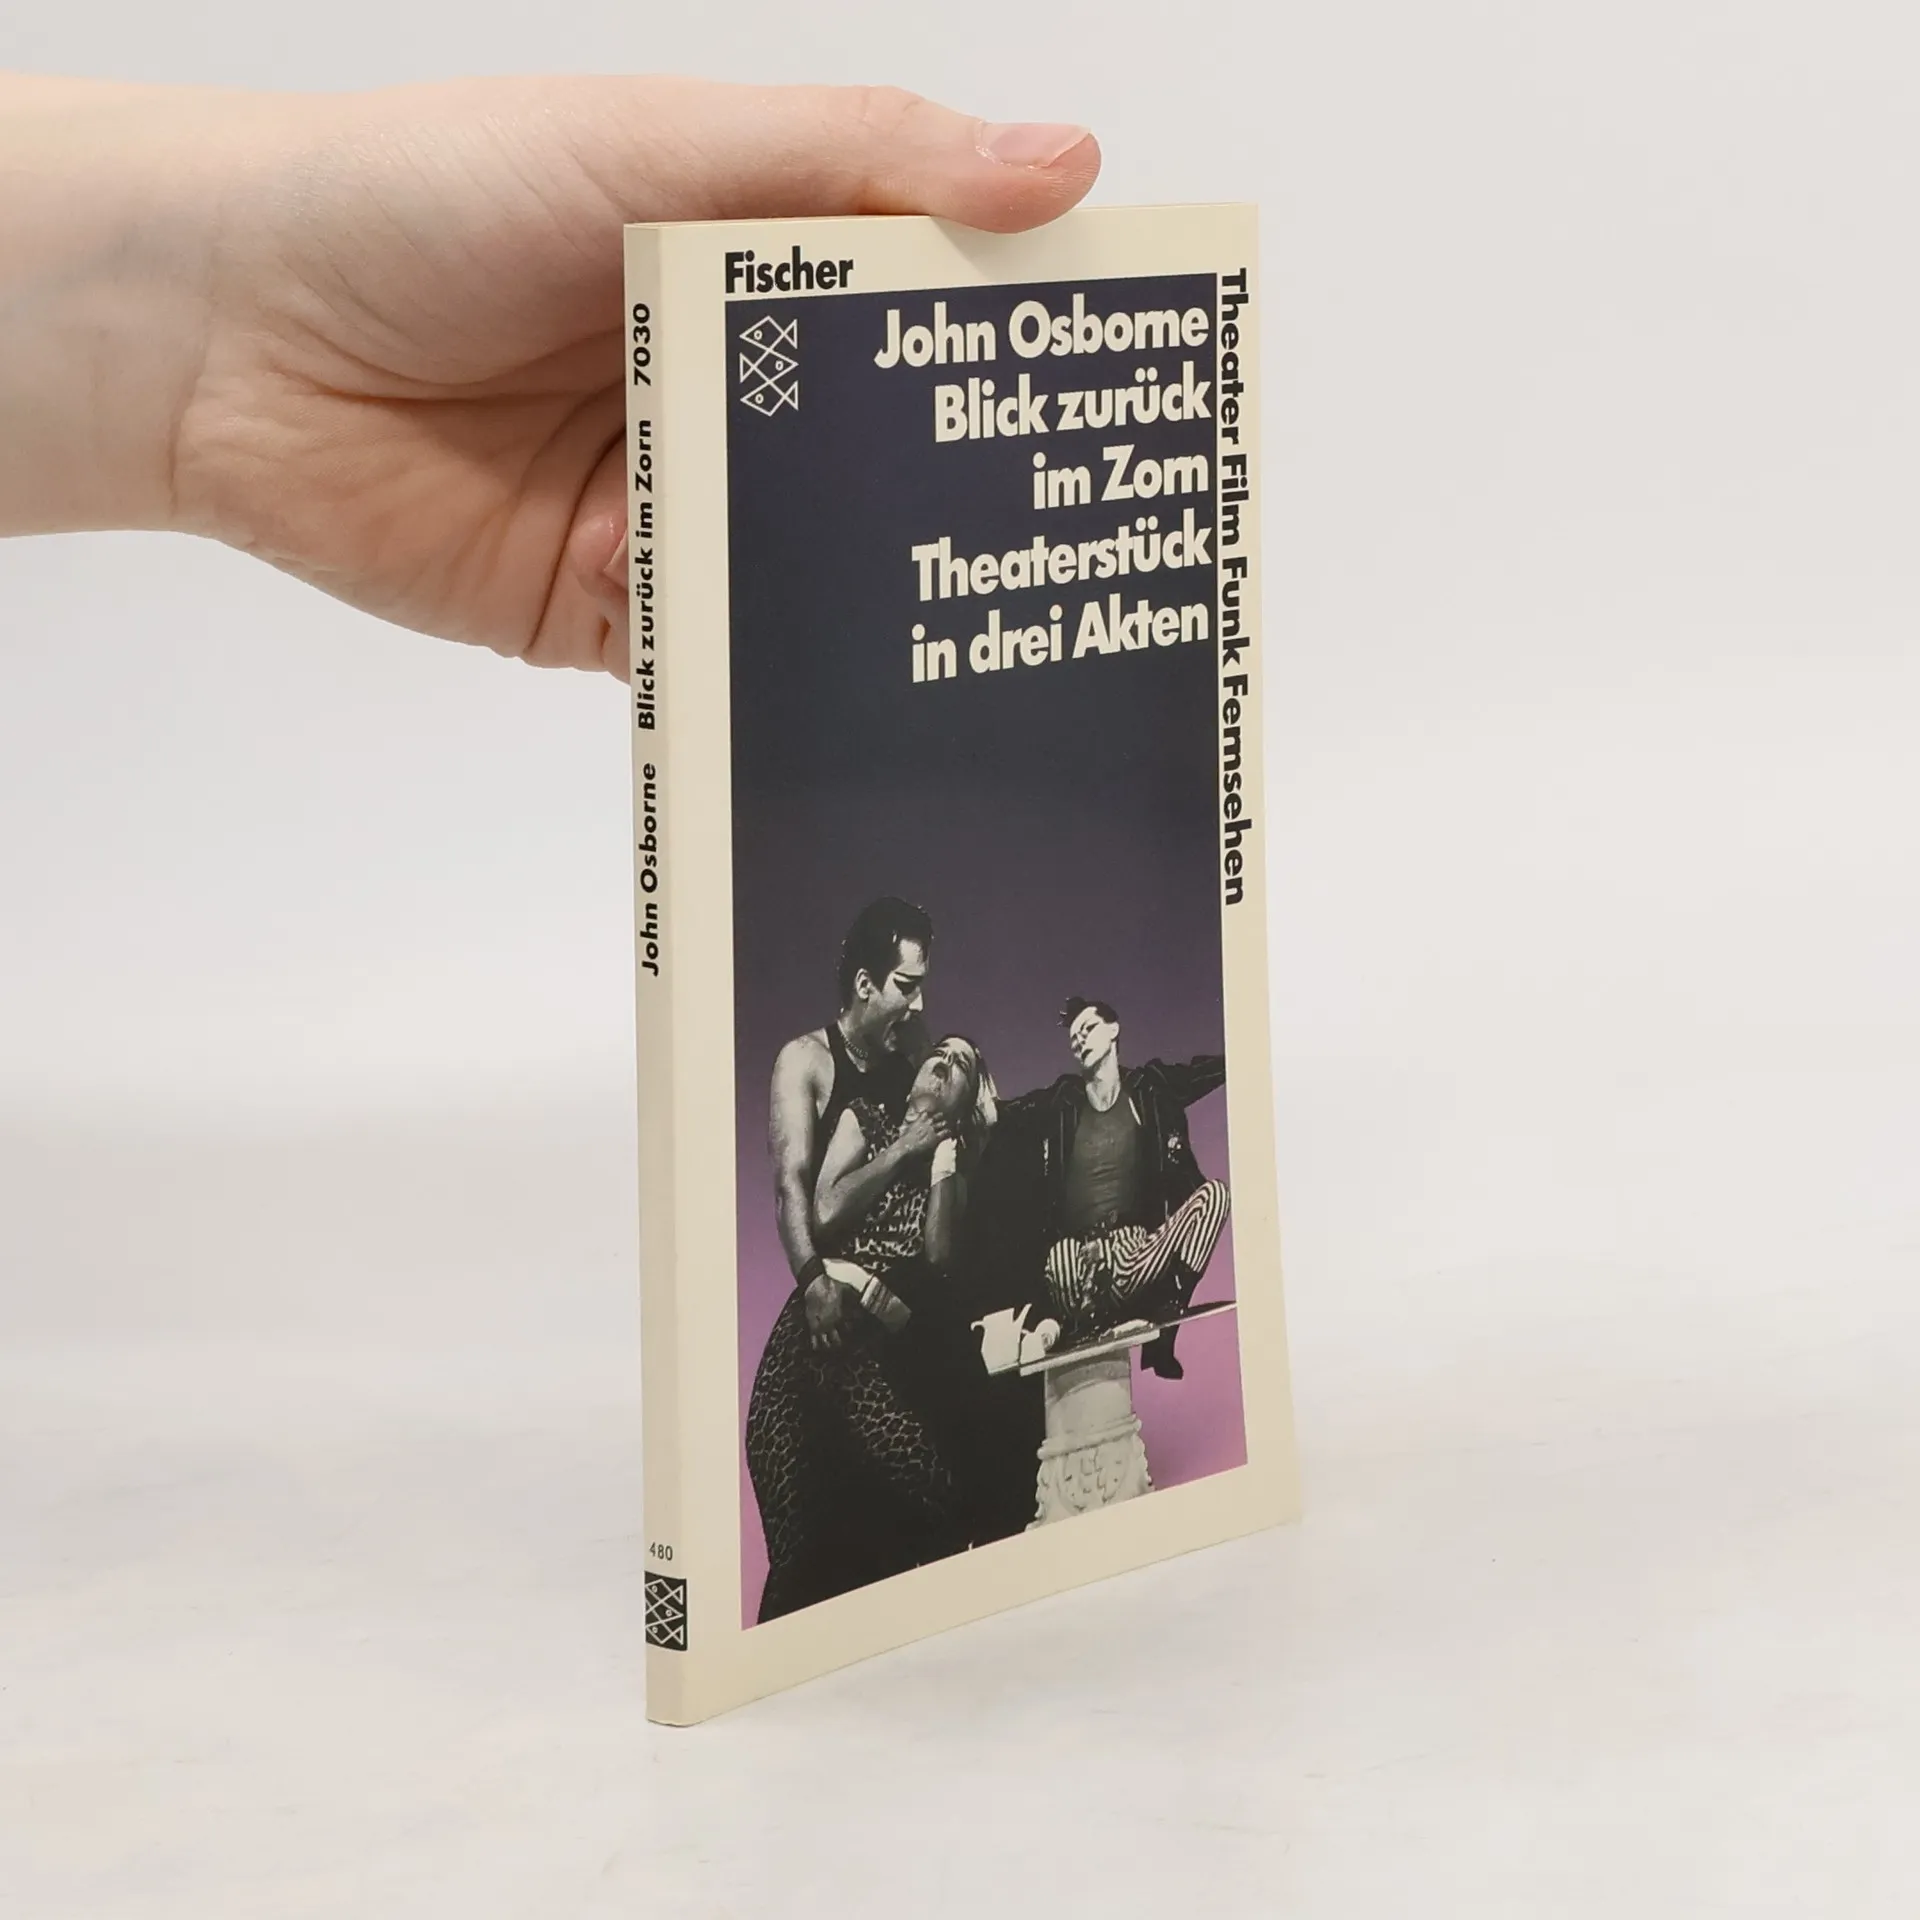 Fischer
John Osborne
Blick zurück
im Zorn
Theaterstück
in drei Akten
Theater Film Funk Fernsehen
John Osborne Blick zurück im Zorn 7030
480